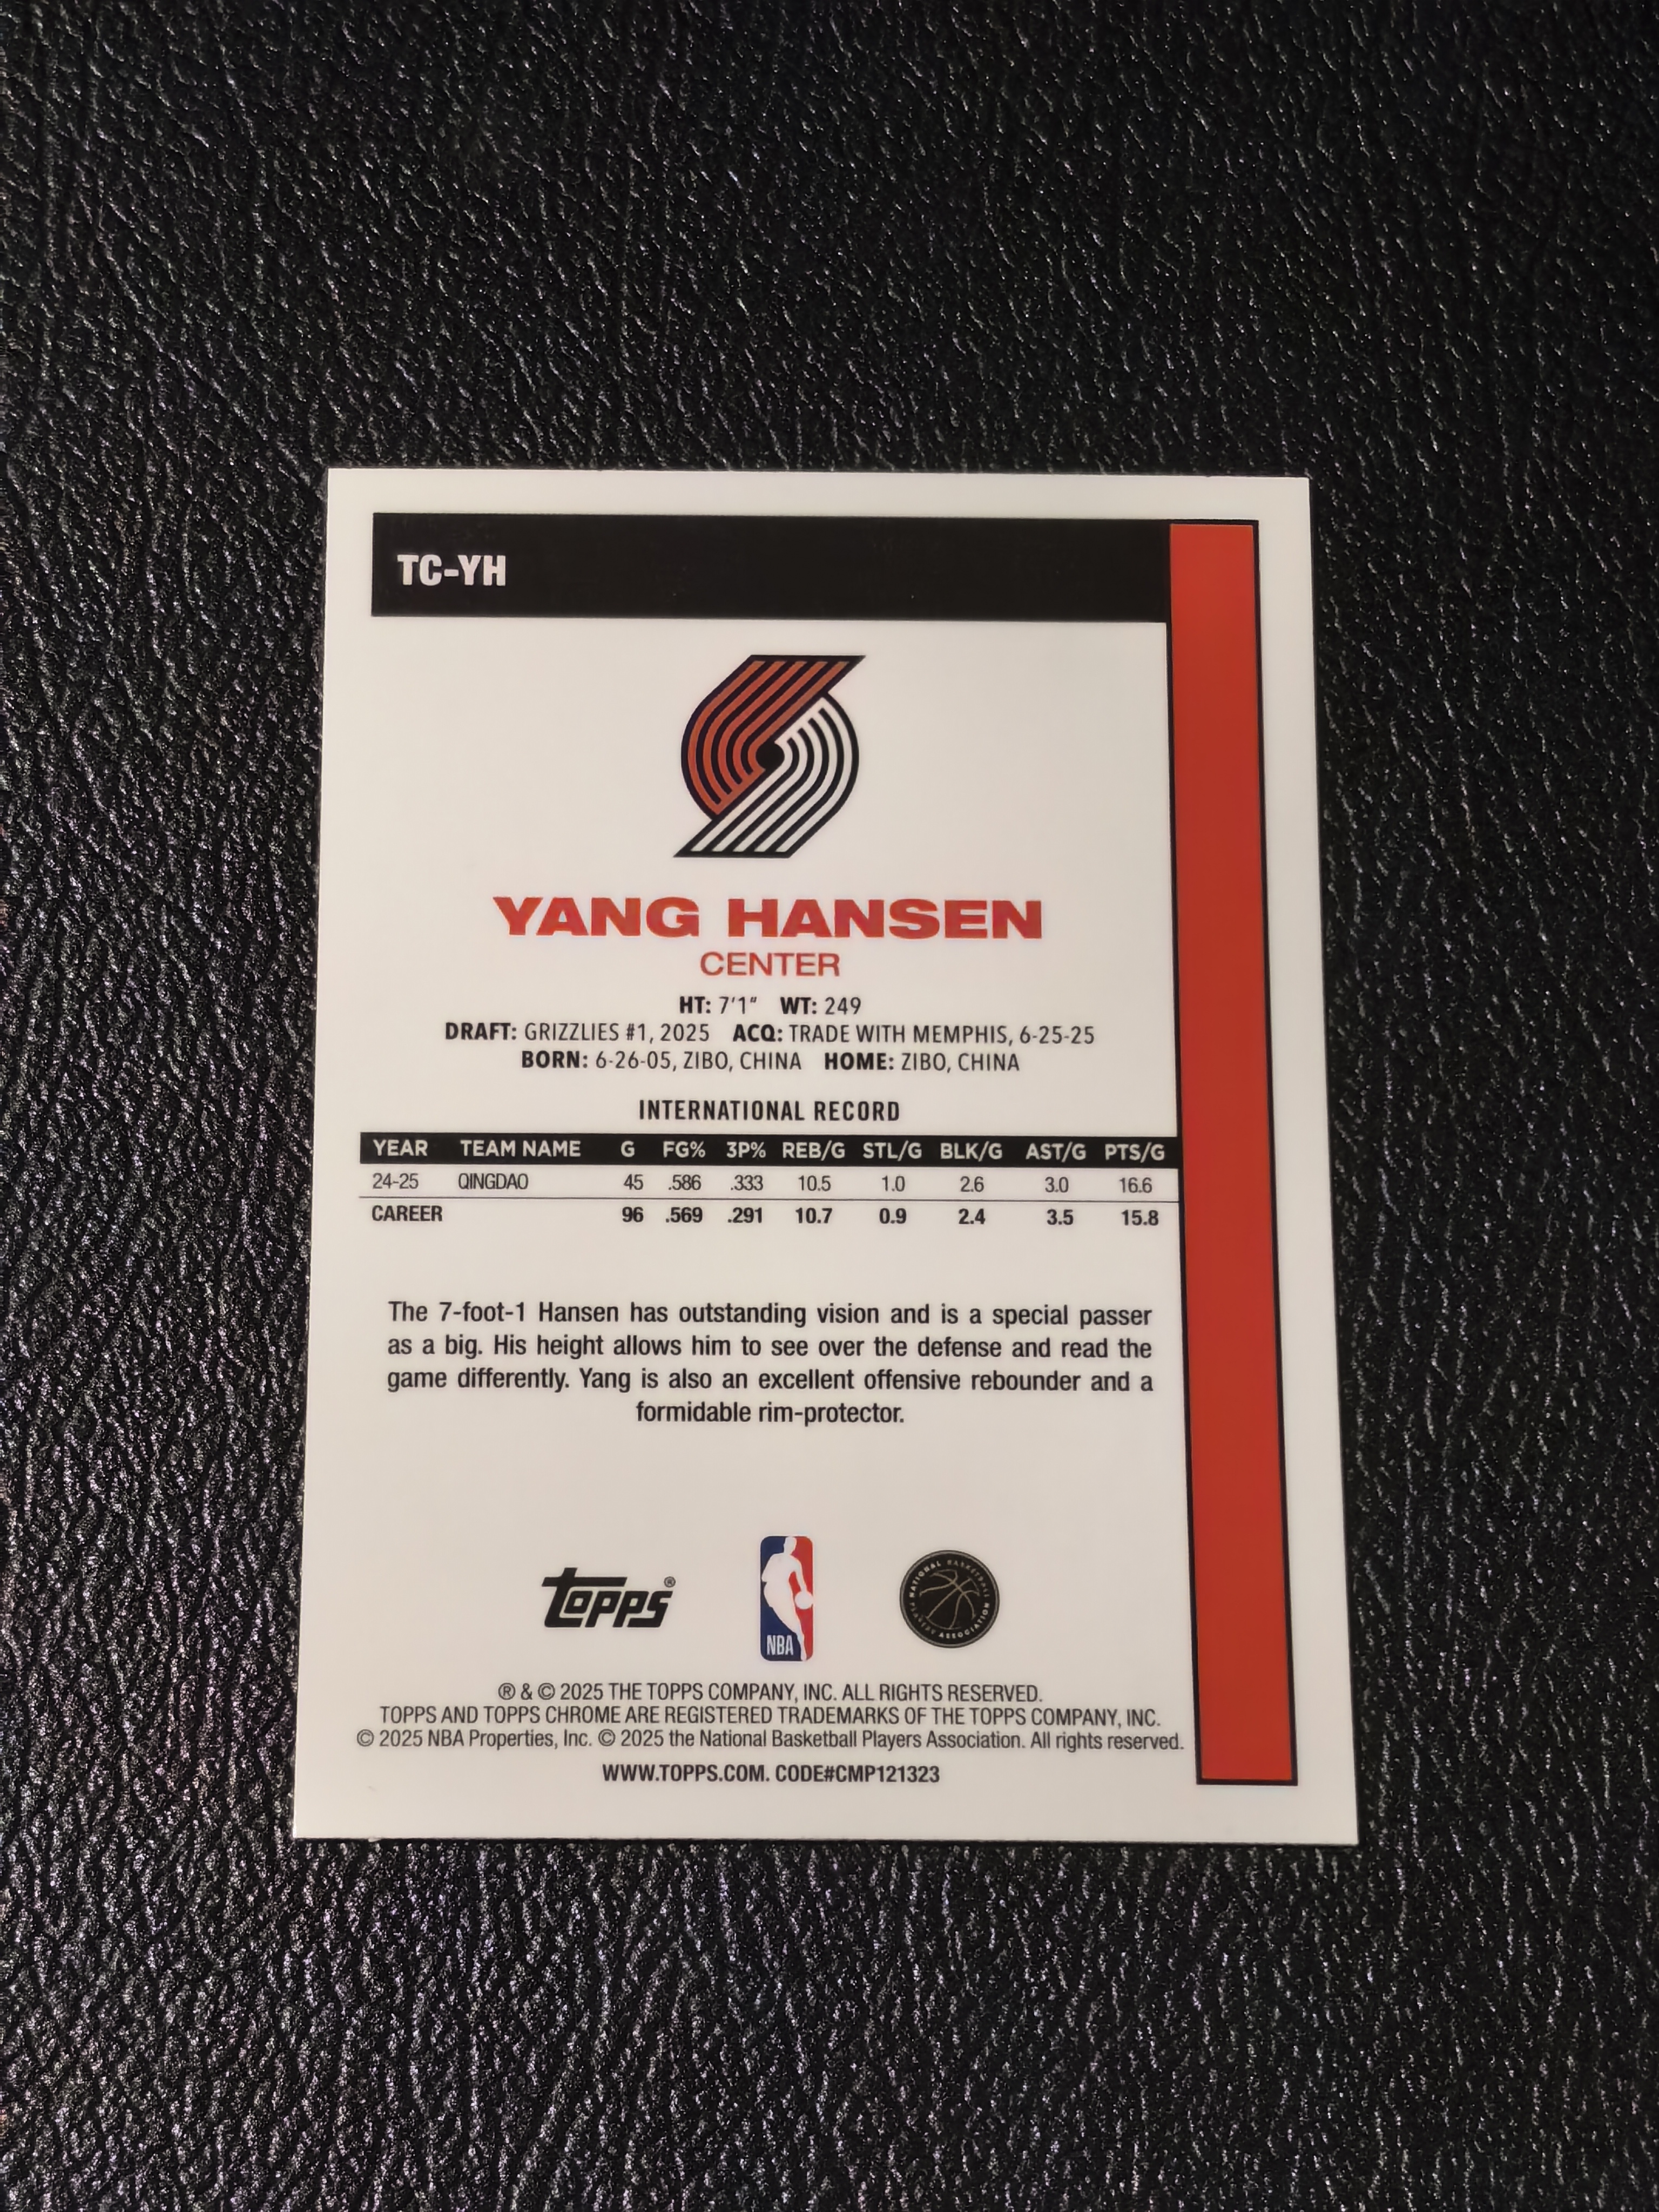 TC-YH
YANG HANSEN
CENTER
HT: 7'1" WT: 249
DRAFT: GRIZZLIES #1, 2025 ACQ: TRADE WITH MEMPHIS, 6-25-25
BORN: 6-26-05, ZIBO, CHINA HOME: ZIBO, CHINA
INTERNATIONAL RECORD
YEAR TEAM NAME G FG% 3P% REB/G STL/G BLK/G AST/G PTS/G
24-25 QINGDAO 45 .586 .333 10.5 1.0 2.6 3.0 16.6
CAREER 96 .569 .291 10.7 0.9 2.4 3.5 15.8
The 7-foot-1 Hansen has outstanding vision and is a special passer
as a big. His height allows him to see over the defense and read the
game differently. Yang is also an excellent offensive rebounder and a
formidable rim-protector.
Topps®
NBA
NATIONAL BASKETBALL PLAYERS ASSOCIATION
® & © 2025 THE TOPPS COMPANY, INC. ALL RIGHTS RESERVED.
TOPPS AND TOPPS CHROME ARE REGISTERED TRADEMARKS OF THE TOPPS COMPANY, INC.
© 2025 NBA Properties, Inc. © 2025 the National Basketball Players Association. All rights reserved.
WWW.TOPPS.COM. CODE#CMP121323